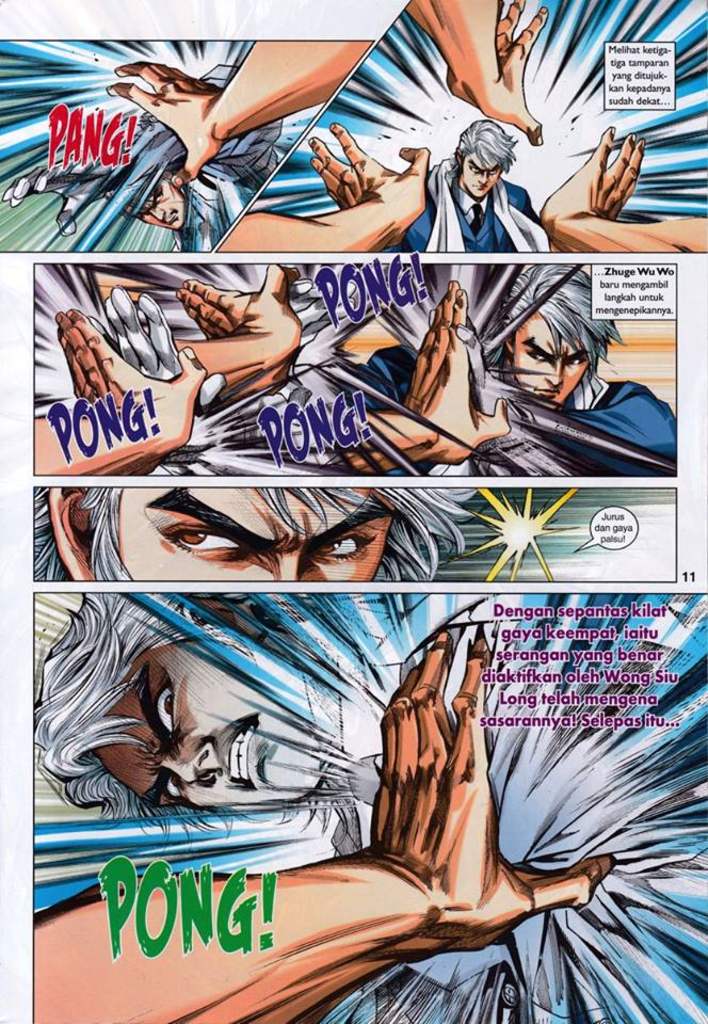 PANG!
Melihat ketiga-
tiga tamparan
yang ditujuk-
kan kepadanya
sudah dekat...
PONG!
PONG!
PONG!
...Zhuge Wu Wo
baru mengambil
langkah untuk
mengenepikannya.
Jurus
dan gaya
palsu!
11
Dengan sepantas kilat
gaya keempat, iaitu
serangan yang benar
diaktifkan oleh Wong Siu
Long telah mengena
sasarannya! Selepas itu...
PONG!